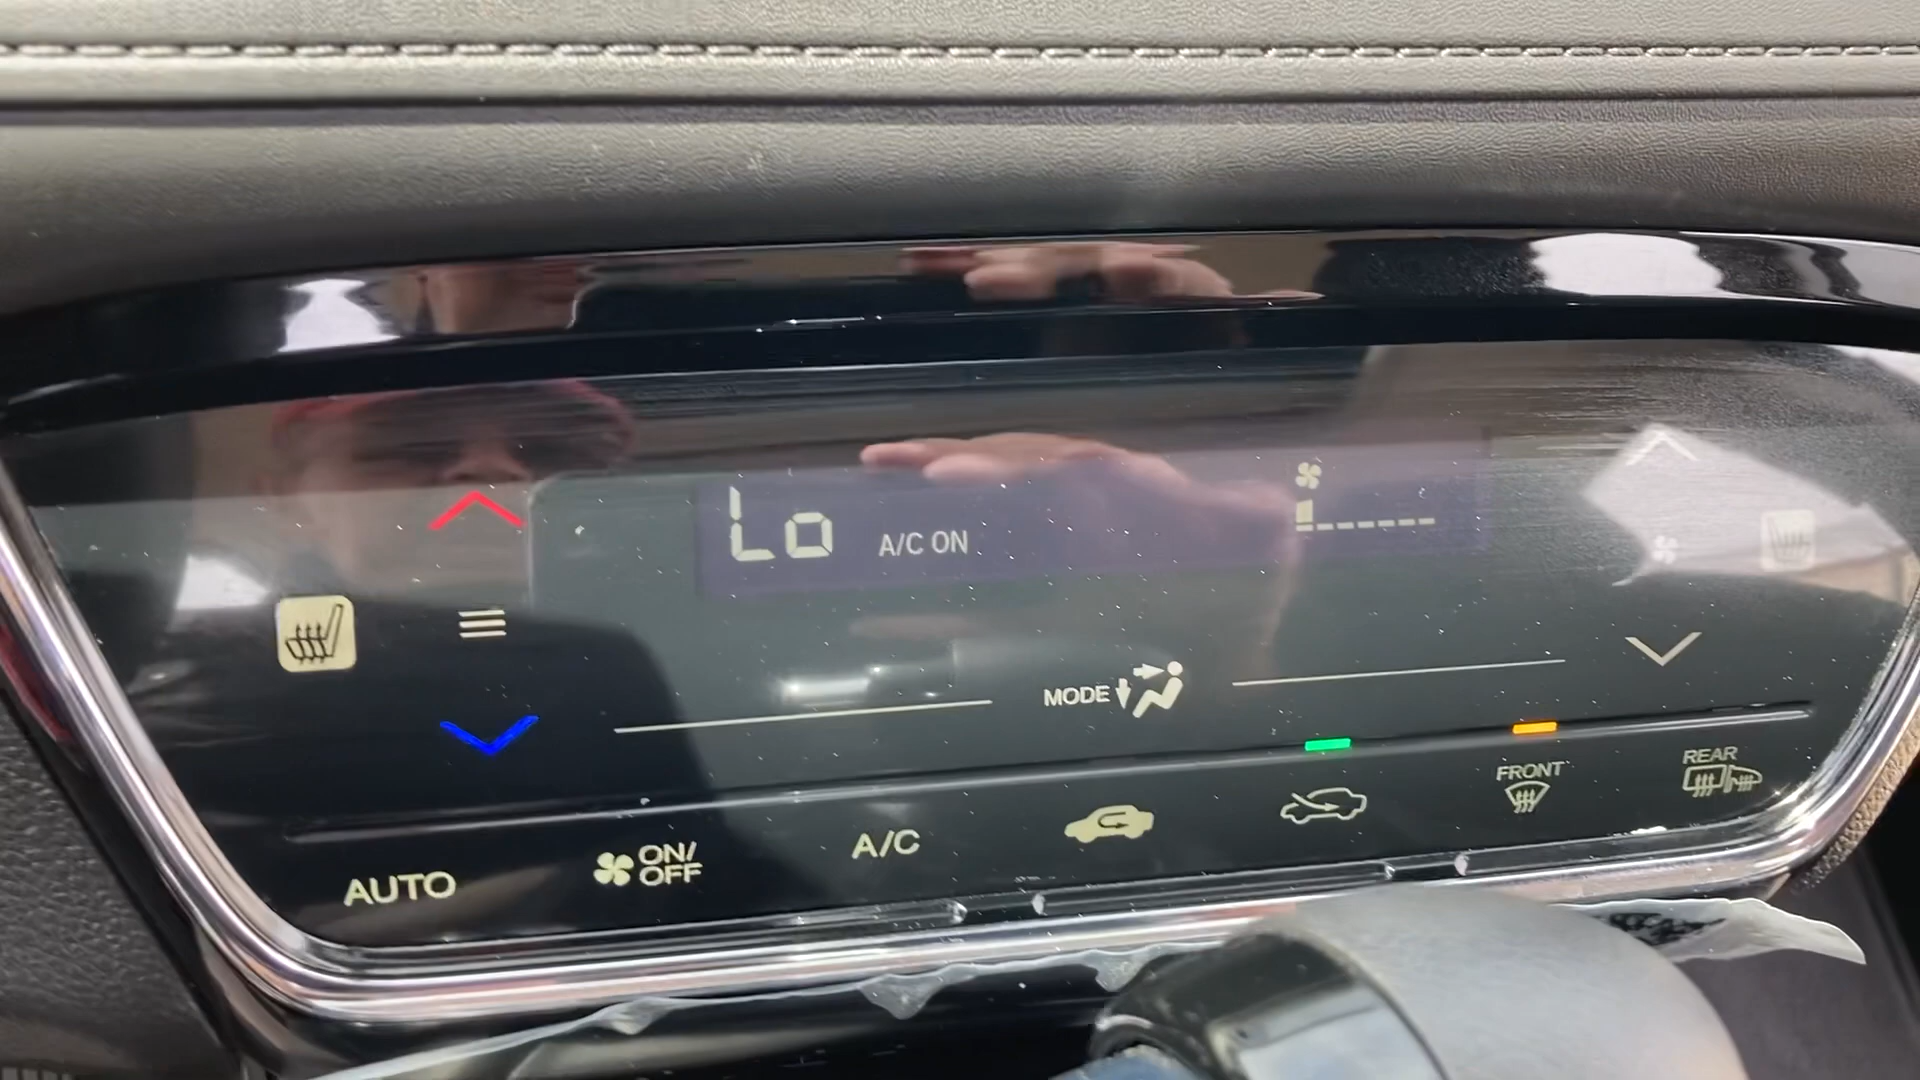 Lo
A/C ON
MODE
AUTO
ON/
OFF
A/C
FRONT
REAR